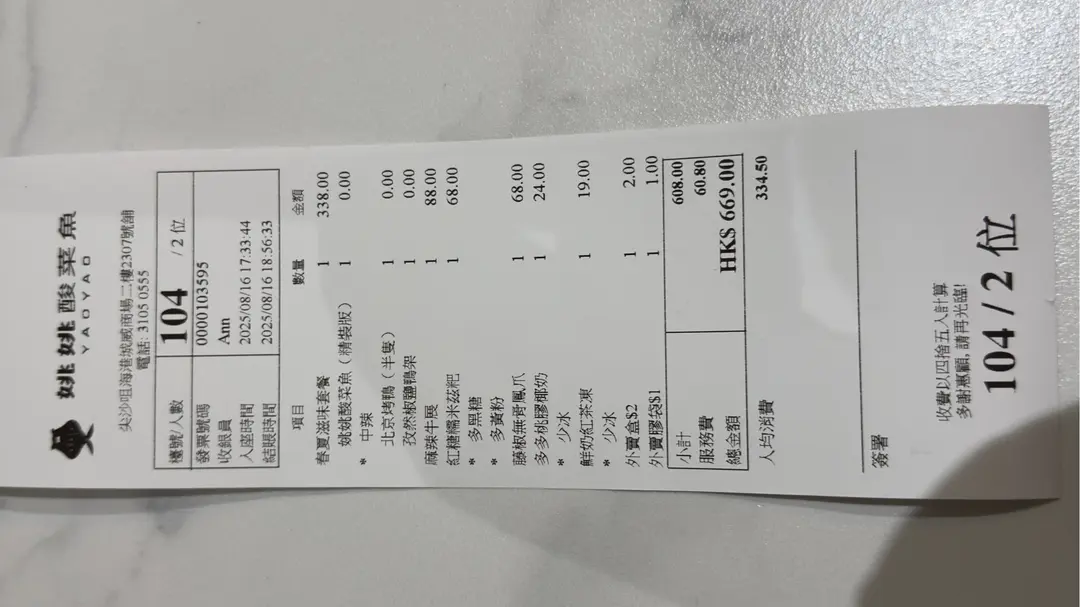 姚姚酸菜魚
YAOYAO
尖沙咀海港城威商場二樓2307號舖
電話: 3105 0555
檯號/人數 104 / 2 位
發票號碼 0000103595
收銀員 Ann
入座時間 2025/08/16 17:33:44
結賬時間 2025/08/16 18:56:33
項目 數量 金額
春夏滋味套餐 1 338.00
姚姚酸菜魚（精裝版） 1 0.00
* 中辣
北京烤鴨（半隻） 1 0.00
孜然椒鹽鴨架 1 0.00
麻辣牛展 1 88.00
紅糖糯米茲粑 1 68.00
* 多黑糖
* 多黃粉
藤椒無骨鳳爪 1 68.00
多多桃膠椰奶 1 24.00
* 少冰
鮮奶紅茶凍 1 19.00
* 少冰
外賣盒$2 1 2.00
外賣膠袋$1 1 1.00
小計 608.00
服務費 60.80
總金額 HK$ 669.00
人均消費 334.50
簽署
收費以四捨五入計算
多謝惠顧, 請再光臨!
104 / 2 位